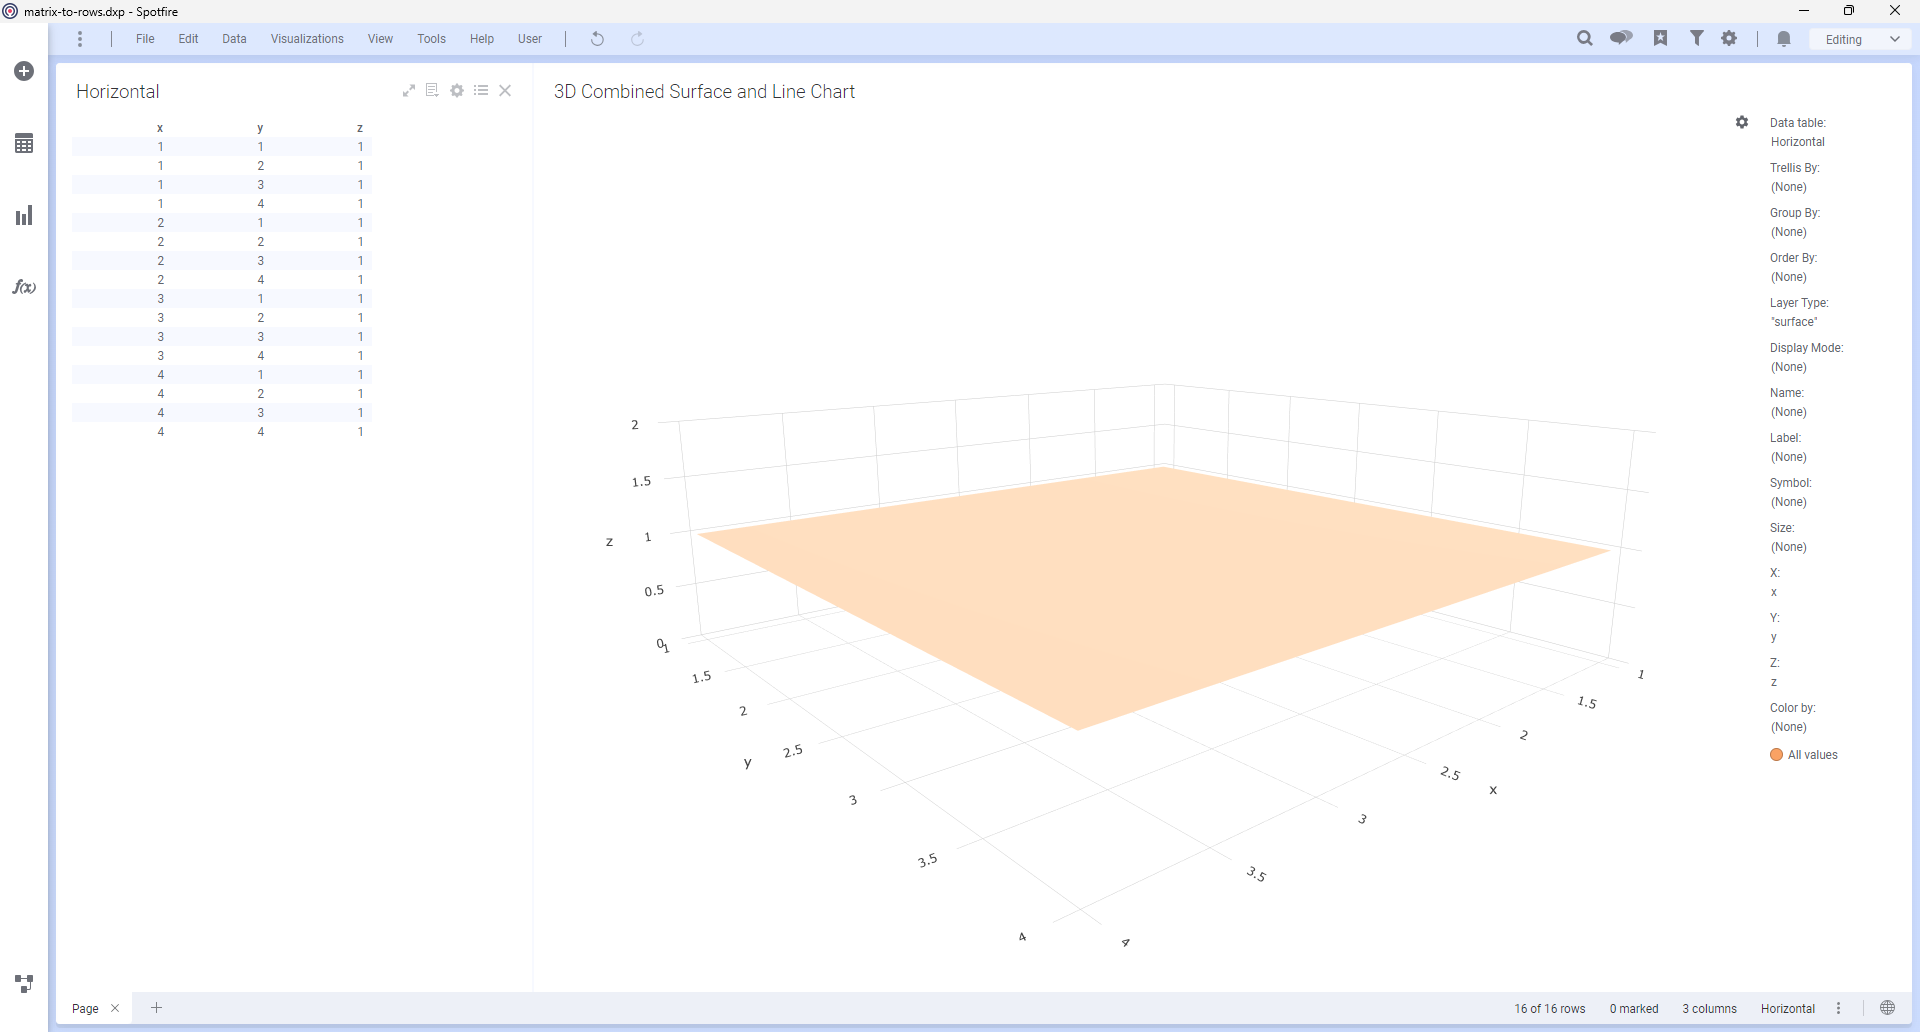 matrix-to-rows.dxp - Spotfire
File Edit Data Visualizations View Tools Help User Editing
f(x)
Horizontal
x y z
1 1 1
1 2 1
1 3 1
1 4 1
2 1 1
2 2 1
2 3 1
2 4 1
3 1 1
3 2 1
3 3 1
3 4 1
4 1 1
4 2 1
4 3 1
4 4 1
3D Combined Surface and Line Chart
2
1.5
z 1
0.5
0
1
1.5
2
y 2.5
3
3.5
4
1
1.5
2
2.5 x
3
3.5
4
Data table:
Horizontal
Trellis By:
(None)
Group By:
(None)
Order By:
(None)
Layer Type:
"surface"
Display Mode:
(None)
Name:
(None)
Label:
(None)
Symbol:
(None)
Size:
(None)
X:
x
Y:
y
Z:
z
Color by:
(None)
All values
Page 16 of 16 rows 0 marked 3 columns Horizontal